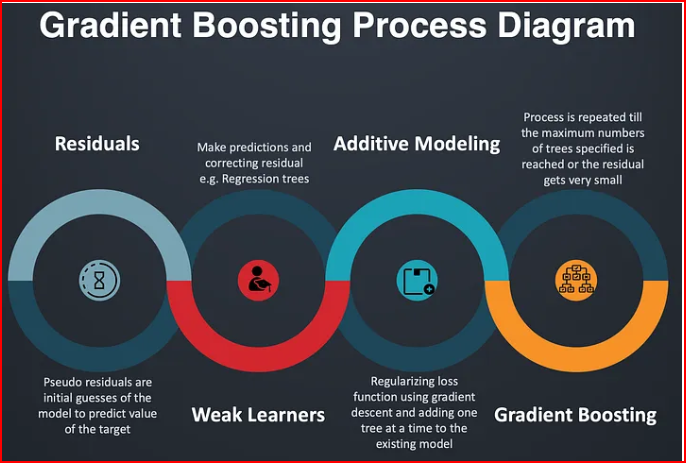 Gradient Boosting Process Diagram
Residuals
Pseudo residuals are
initial guesses of the
model to predict value
of the target
Make predictions and
correcting residual
e.g. Regression trees
Weak Learners
Additive Modeling
Regularizing loss
function using gradient
descent and adding one
tree at a time to the
existing model
Process is repeated till
the maximum numbers
of trees specified is
reached or the residual
gets very small
Gradient Boosting